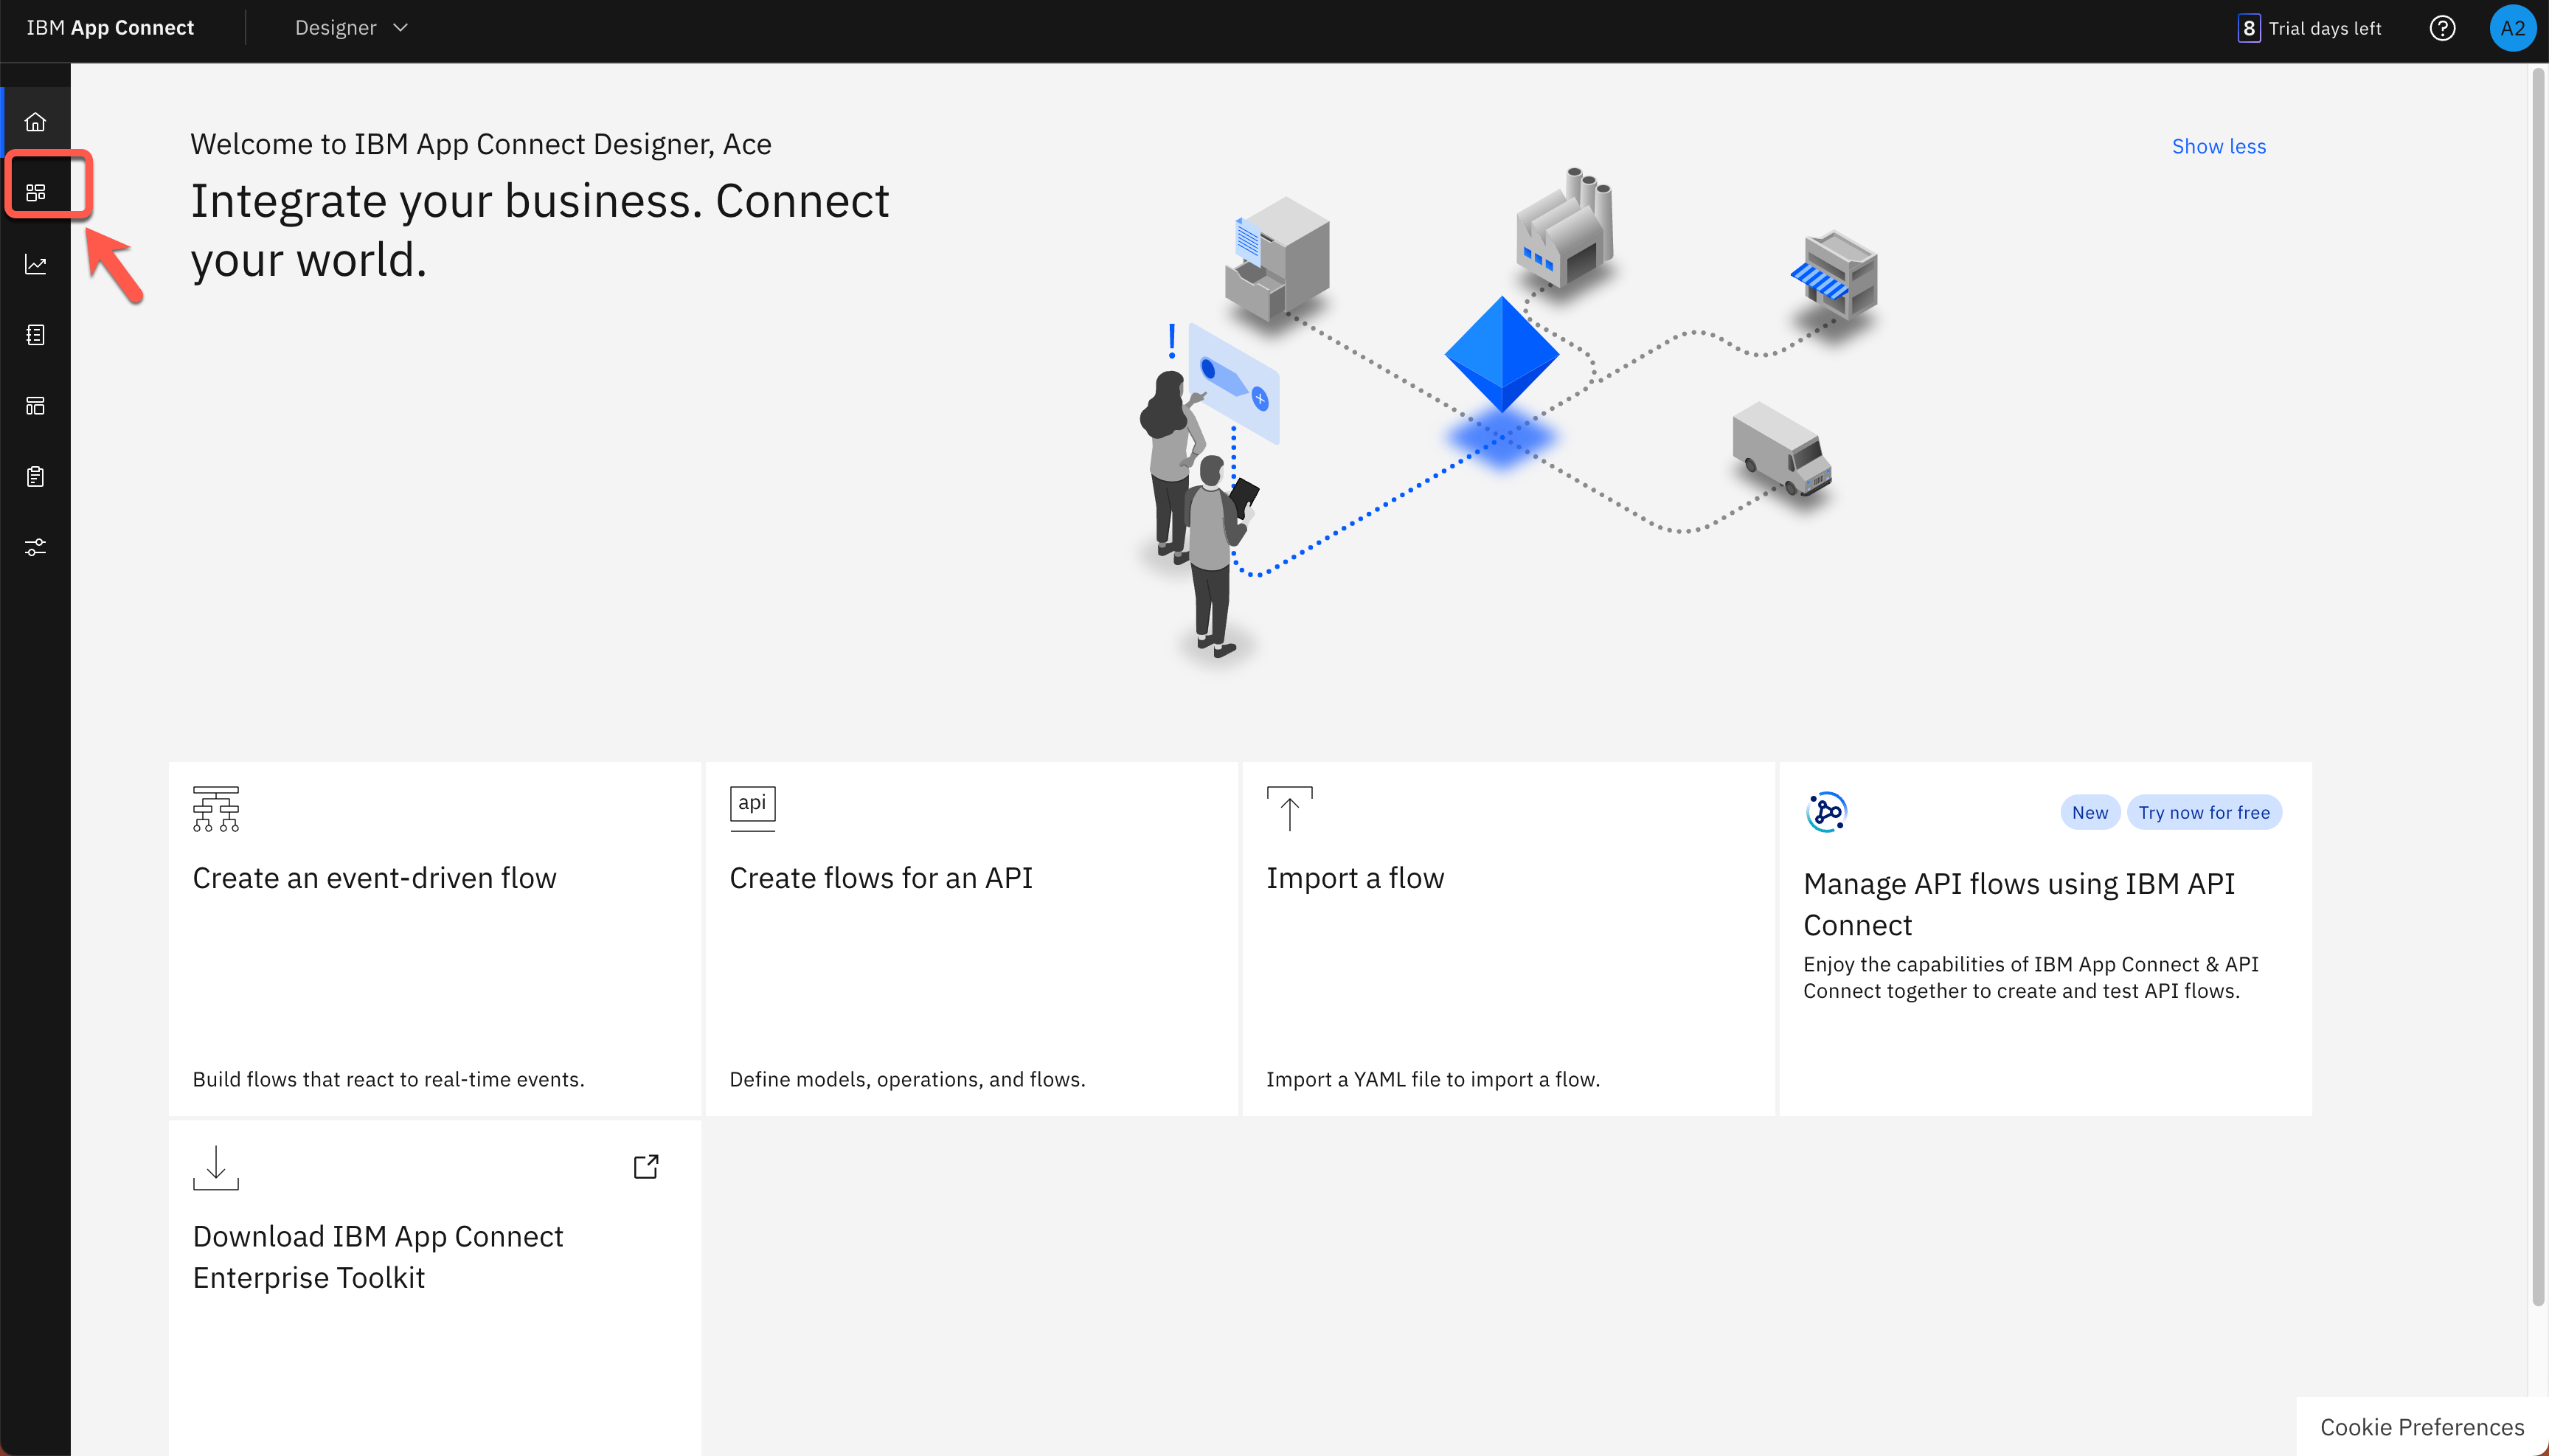 IBM App Connect
Designer
8 Trial days left
A2
Welcome to IBM App Connect Designer, Ace
Show less
Integrate your business. Connect
your world.
!
Create an event-driven flow
Build flows that react to real-time events.
api
Create flows for an API
Define models, operations, and flows.
Import a flow
Import a YAML file to import a flow.
New
Try now for free
Manage API flows using IBM API
Connect
Enjoy the capabilities of IBM App Connect & API
Connect together to create and test API flows.
Download IBM App Connect
Enterprise Toolkit
Cookie Preferences